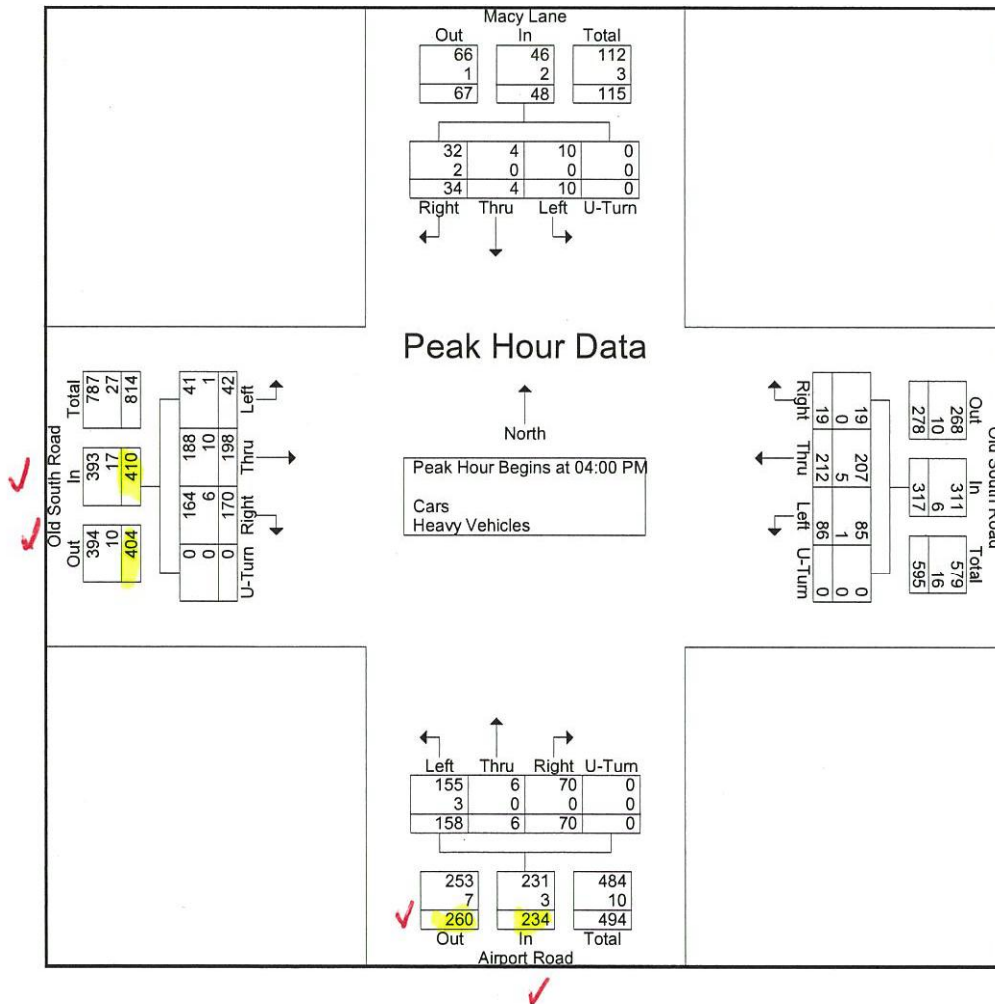 Macy Lane
Out In Total
66 46 112
1 2 3
67 48 115
32 4 10 0
2 0 0 0
34 4 10 0
Right Thru Left U-Turn
Peak Hour Data
North
Peak Hour Begins at 04:00 PM
Cars
Heavy Vehicles
Old South Road
Total In Out
787 393 394
27 17 10
814 410 404
41 188 164 0
1 10 6 0
42 198 170 0
Left Thru Right U-Turn
Old South Road
Out In Total
268 311 579
10 6 16
278 317 595
19 207 85 0
0 5 1 0
19 212 86 0
Right Thru Left U-Turn
Left Thru Right U-Turn
155 6 70 0
3 0 0 0
158 6 70 0
253 231 484
7 3 10
260 234 494
Out In Total
Airport Road